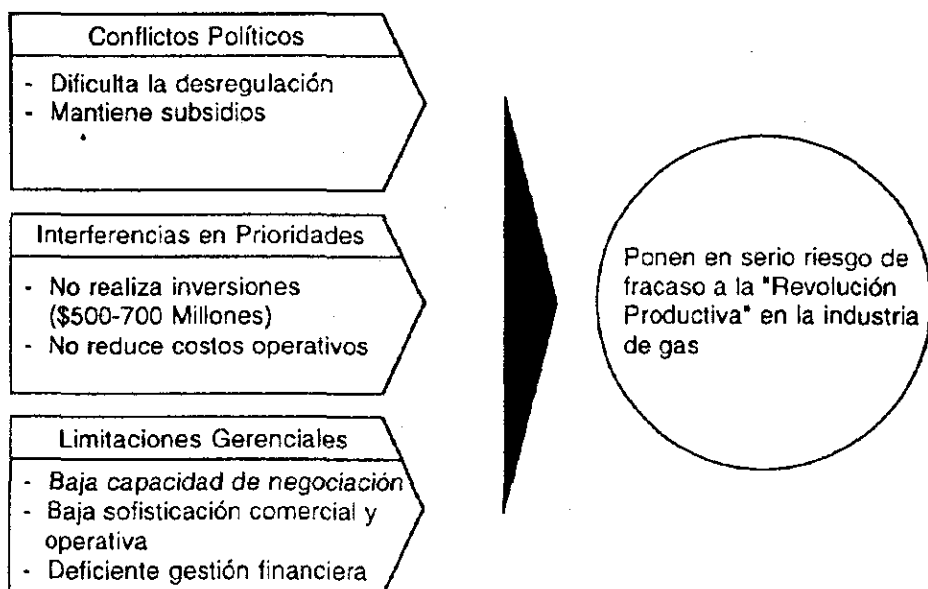 Conflictos Políticos
- Dificulta la desregulación
- Mantiene subsidios
Interferencias en Prioridades
- No realiza inversiones
($500-700 Millones)
- No reduce costos operativos
Limitaciones Gerenciales
- Baja capacidad de negociación
- Baja sofisticación comercial y
operativa
- Deficiente gestión financiera
Ponen en serio riesgo de
fracaso a la "Revolución
Productiva" en la industria
de gas